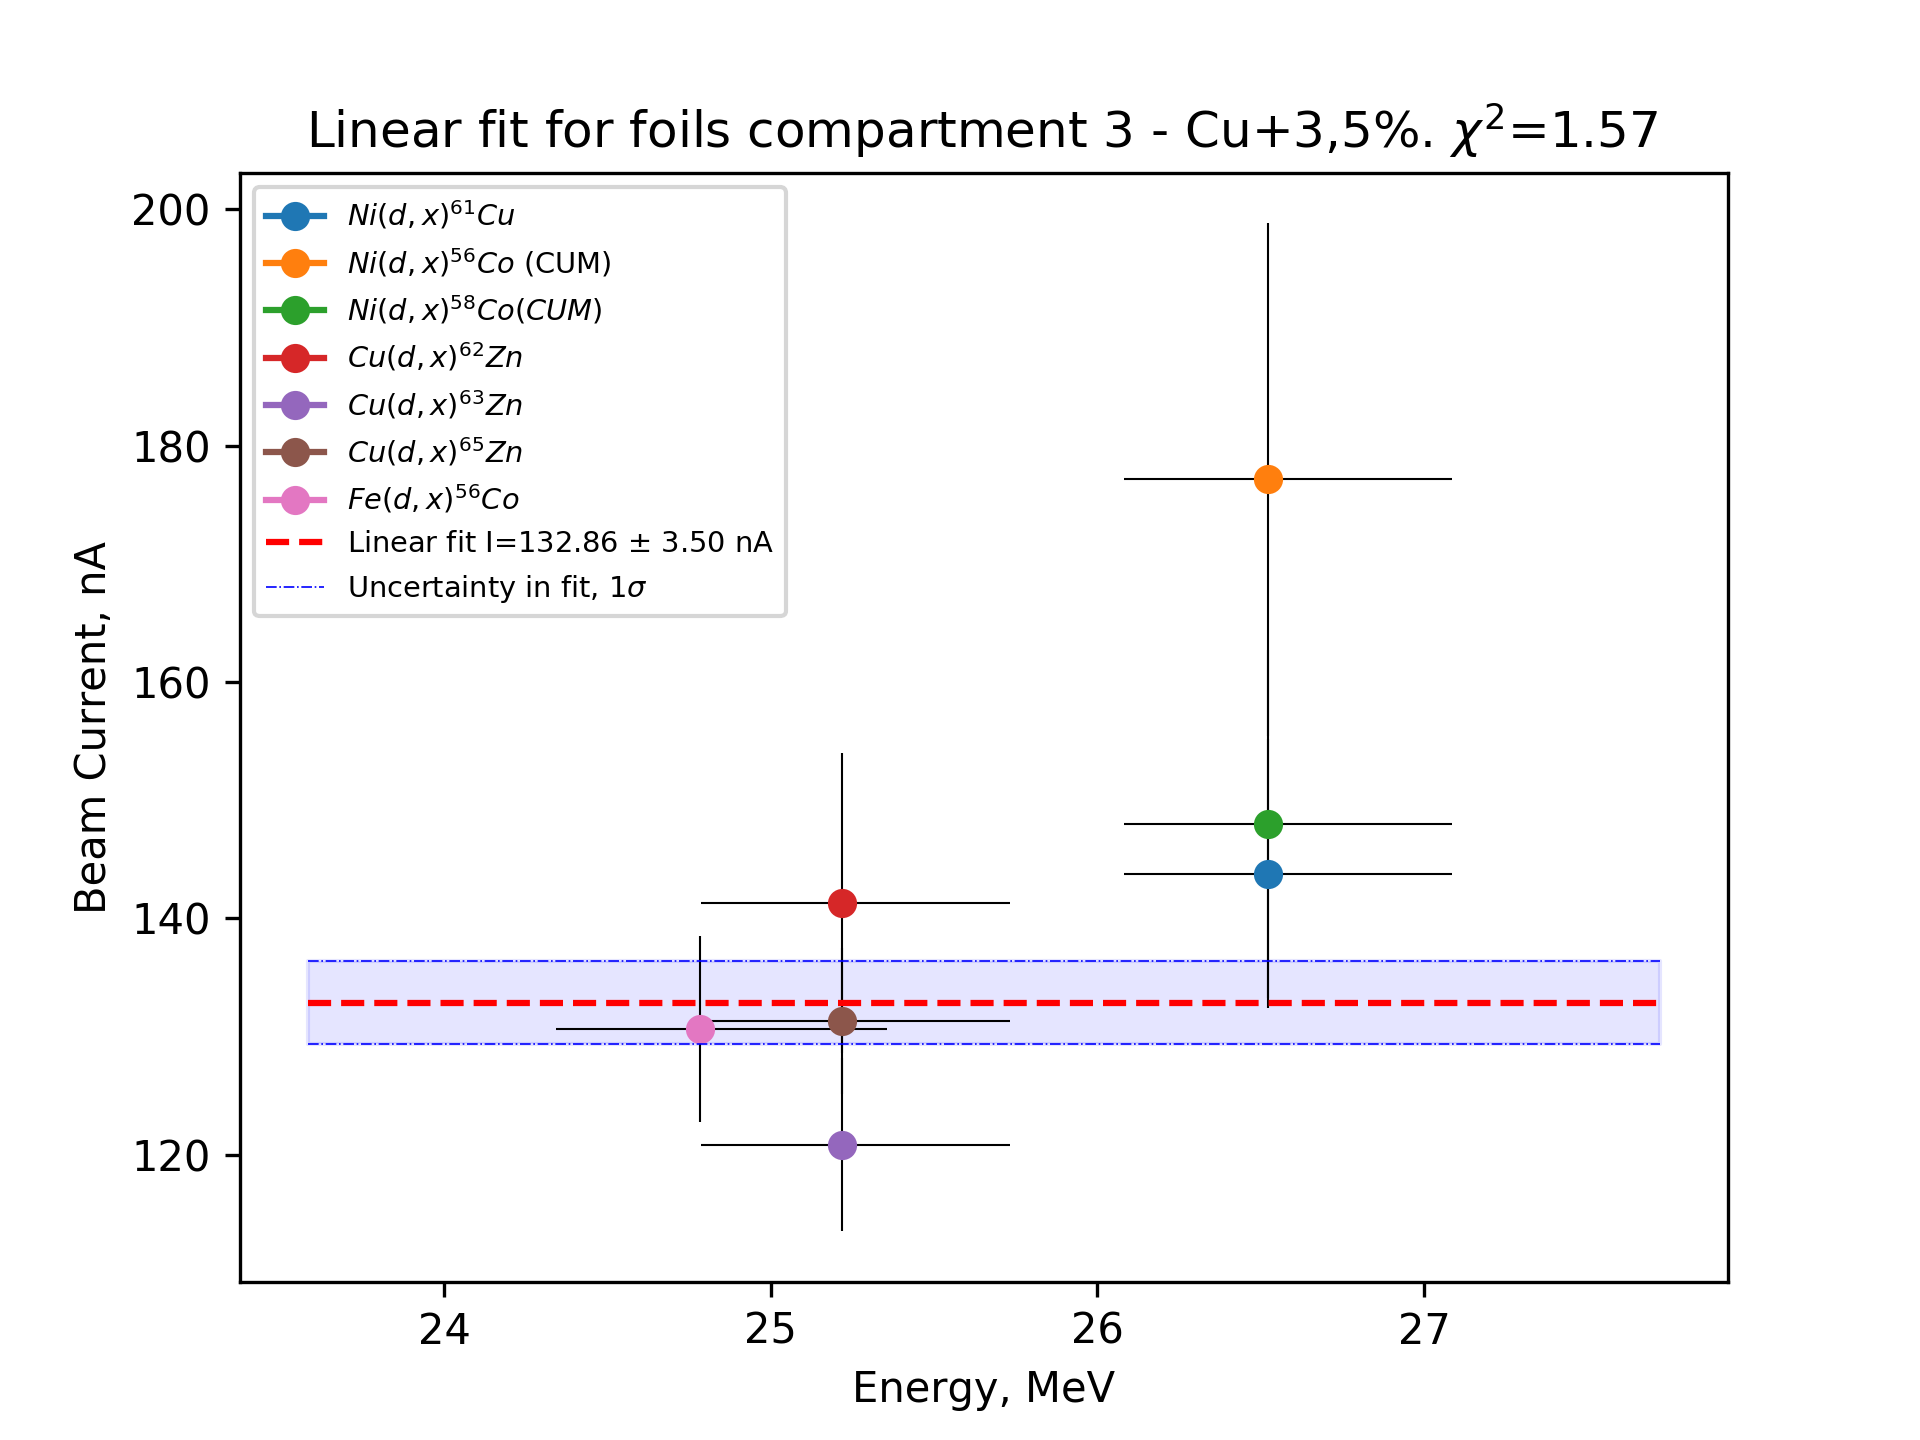 Linear fit for foils compartment 3 - Cu+3,5%. χ²=1.57
Ni(d, x)⁶¹Cu
Ni(d, x)⁵⁶Co (CUM)
Ni(d, x)⁵⁸Co(CUM)
Cu(d, x)⁶²Zn
Cu(d, x)⁶³Zn
Cu(d, x)⁶⁵Zn
Fe(d, x)⁵⁶Co
Linear fit I=132.86 ± 3.50 nA
Uncertainty in fit, 1σ
Beam Current, nA
200
180
160
140
120
24 25 26 27
Energy, MeV